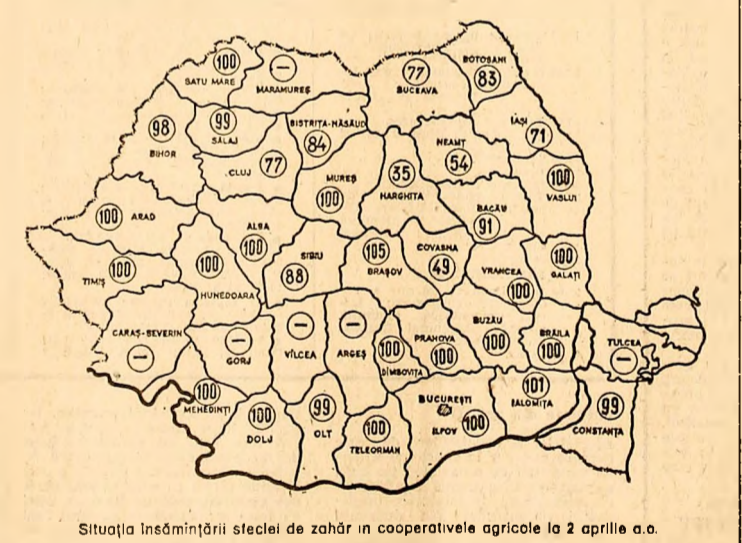 100
SATU MARE
—
MARAMUREȘ
77
SUCEAVA
BOTOȘANI
83
98
BIHOR
99
SĂLAJ
BISTRIȚA-NĂSĂUD
84
CLUJ
77
NEAMȚ
54
IAȘI
71
MUREȘ
100
35
HARGHITA
100
VASLUI
BACĂU
91
100 ARAD
ALBA
100
TIMIȘ
100
100
HUNEDOARA
SIBIU
88
105
BRAȘOV
COVASNA
49
VRANCEA
100
100
GALAȚI
CARAȘ-SEVERIN
—
—
GORJ
—
VÎLCEA
—
ARGEȘ
100
DÎMBOVIȚA
PRAHOVA
100
BUZĂU
100
BRĂILA
100
TULCEA
—
100
MEHEDINȚI
100
DOLJ
99
OLT
100
TELEORMAN
BUCUREȘTI
ILFOV
100
101
IALOMIȚA
99
CONSTANȚA
Situația însămînțării sfeclei de zahăr în cooperativele agricole la 2 aprilie a.c.